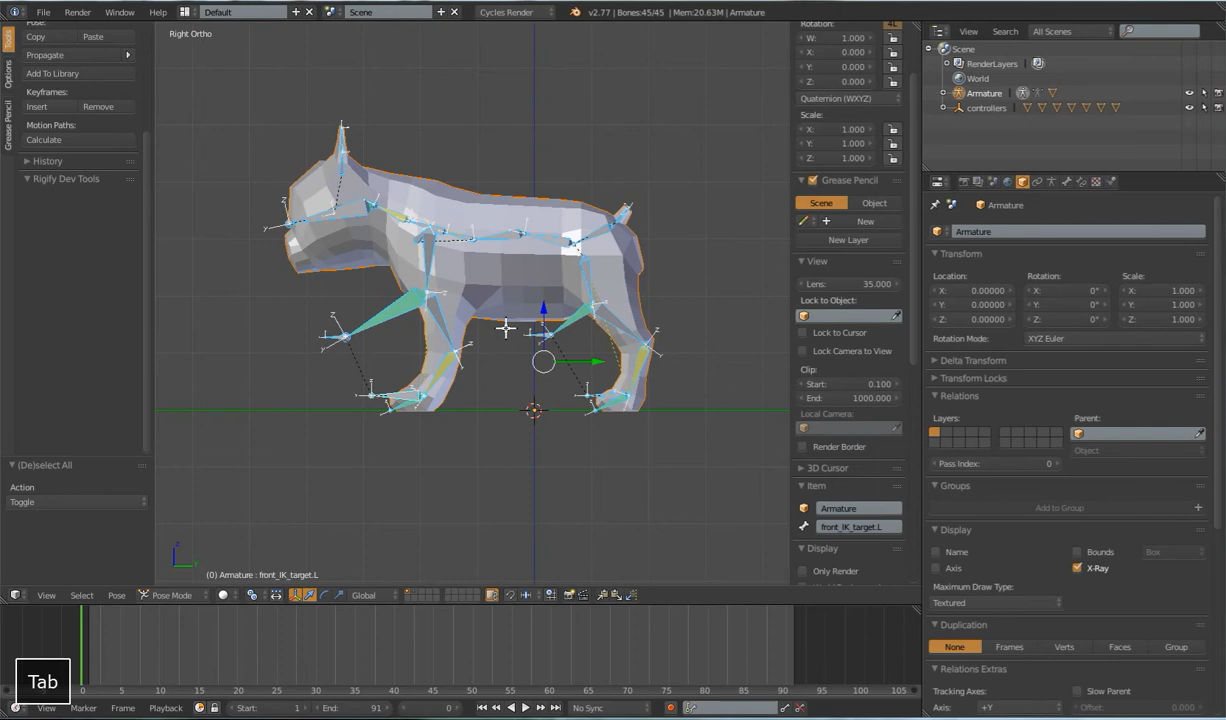 File Render Window Help Default Scene Cycles Render v2.77 | Bones:45/45 | Mem:20.63M | Armature
Tools
Options
Grease Pencil
Copy Paste
Propagate
Add To Library
Keyframes:
Insert Remove
Motion Paths:
Calculate
History
Rigify Dev Tools
(De)select All
Action
Toggle
Right Ortho
(0) Armature : front_IK_target.L
Rotation: 4L
W: 1.000
X: 0.000
Y: 0.000
Z: 0.000
Quaternion (WXYZ)
Scale:
X: 1.000
Y: 1.000
Z: 1.000
Grease Pencil
Scene Object
New
New Layer
View
Lens: 35.000
Lock to Object:
Lock to Cursor
Lock Camera to View
Clip:
Start: 0.100
End: 1000.000
Local Camera:
Render Border
3D Cursor
Item
Armature
front_IK_target.L
Display
Only Render
View Search All Scenes
Scene
RenderLayers
World
Armature
controllers
Armature
Armature
Transform
Location: Rotation: Scale:
X: 0.00000 X: 0° X: 1.000
Y: 0.00000 Y: 0° Y: 1.000
Z: 0.00000 Z: 0° Z: 1.000
Rotation Mode: XYZ Euler
Delta Transform
Transform Locks
Relations
Layers: Parent:
Object
Pass Index: 0
Groups
Add to Group
Display
Name Bounds Box
Axis X-Ray
Maximum Draw Type:
Textured
Duplication
None Frames Verts Faces Group
Relations Extras
Tracking Axes: Slow Parent
Axis: +Y Offset: 0.000
View Select Pose Pose Mode Global
Tab
0 5 10 15 20 25 30 35 40 45 50 55 60 65 70 75 80 85 90 95 100 105
View Marker Frame Playback Start: 1 End: 91 0 No Sync